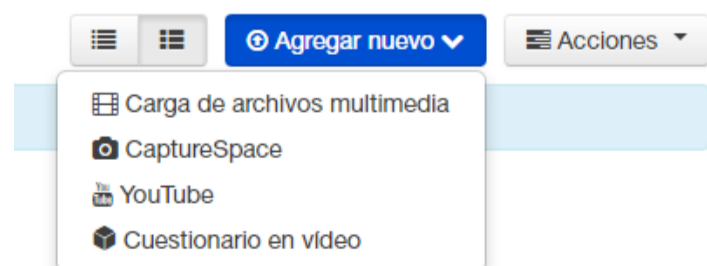 Agregar nuevo
Acciones
Carga de archivos multimedia
CaptureSpace
YouTube
Cuestionario en vídeo